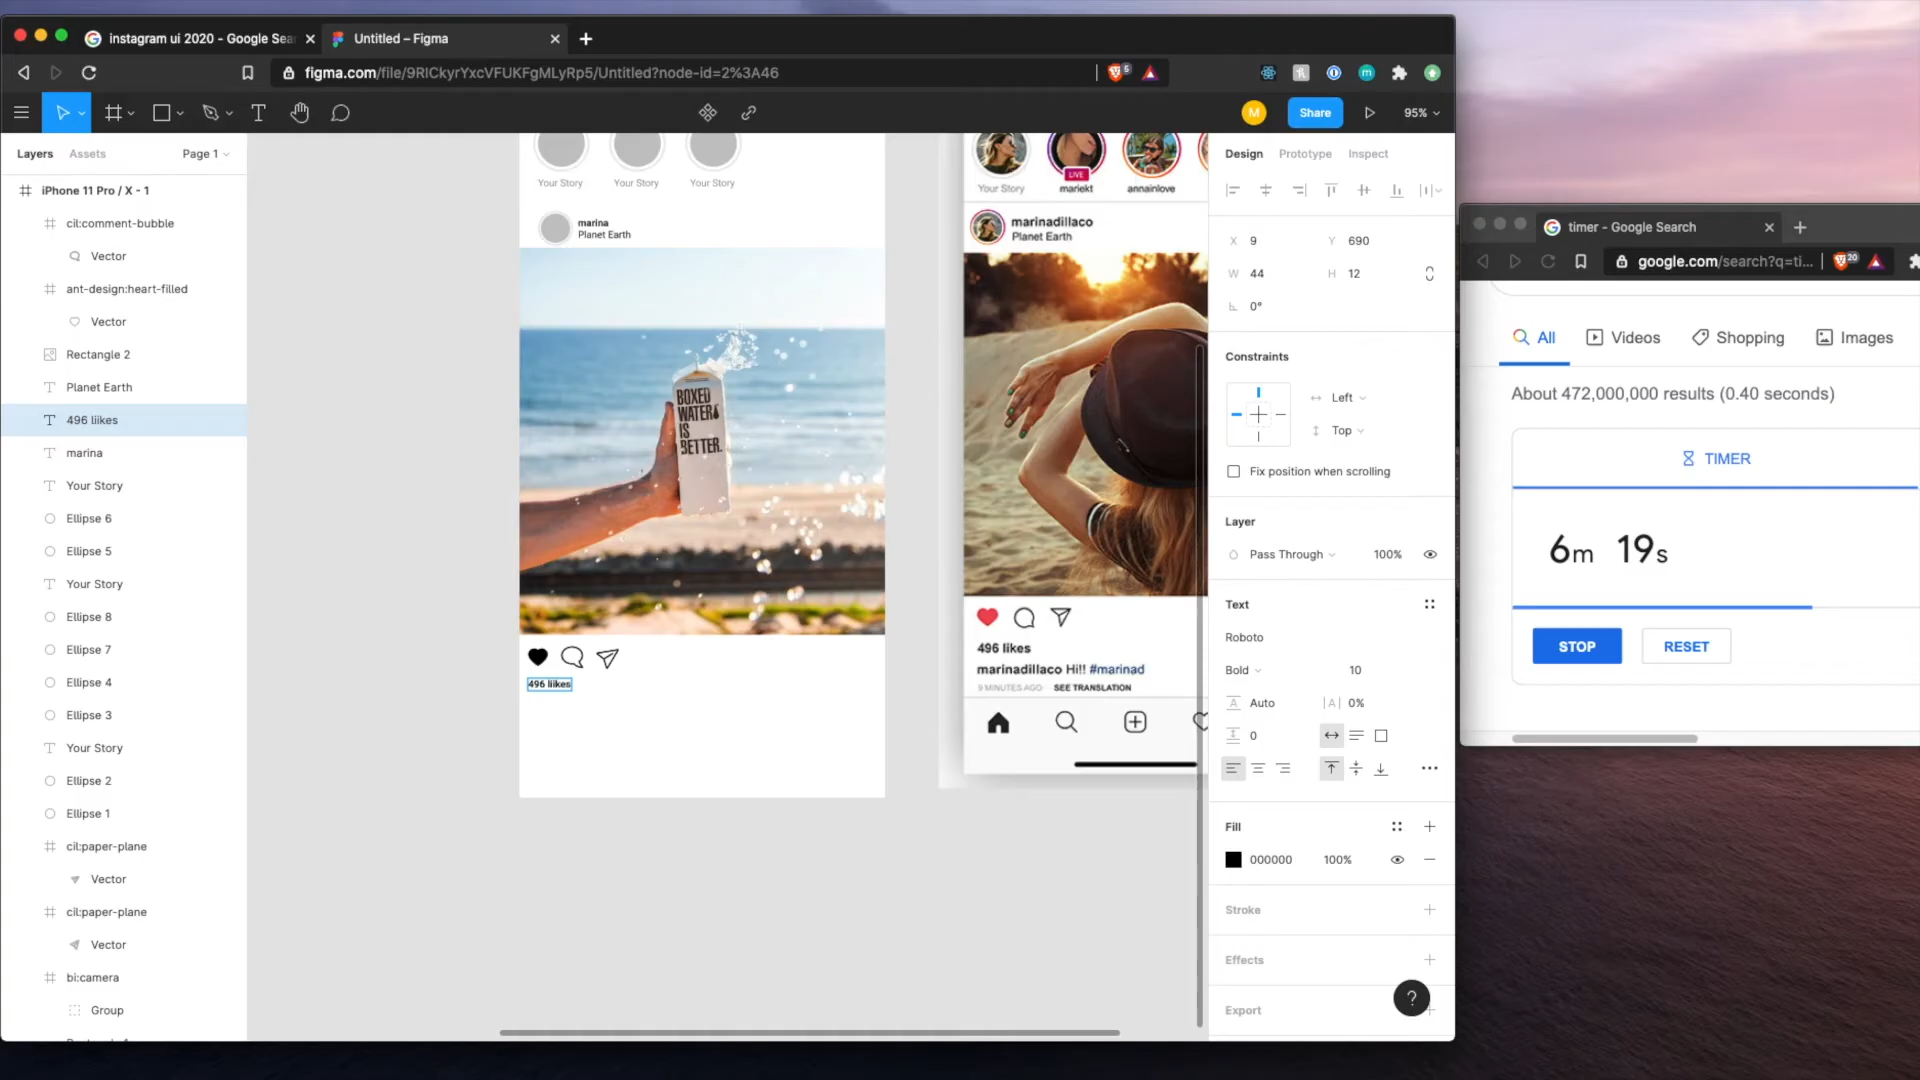 instagram ui 2020 - Google Sea
Untitled – Figma
figma.com/file/9RICkyrYxcVFUKFgMLyRp5/Untitled?node-id=2%3A46
5
M
Share
95%
Layers
Assets
Page 1
iPhone 11 Pro / X - 1
cil:comment-bubble
Vector
ant-design:heart-filled
Vector
Rectangle 2
Planet Earth
496 liikes
marina
Your Story
Ellipse 6
Ellipse 5
Your Story
Ellipse 8
Ellipse 7
Ellipse 4
Ellipse 3
Your Story
Ellipse 2
Ellipse 1
cil:paper-plane
Vector
cil:paper-plane
Vector
bi:camera
Group
Your Story
Your Story
Your Story
marina
Planet Earth
BOXED
WATER
IS
BETTER.
496 liikes
LIVE
Your Story
mariekt
annainlove
marinadillaco
Planet Earth
496 likes
marinadillaco Hi!! #marinad
9 MINUTES AGO · SEE TRANSLATION
Design
Prototype
Inspect
X 9
Y 690
W 44
H 12
0°
Constraints
Left
Top
Fix position when scrolling
Layer
Pass Through
100%
Text
Roboto
Bold
10
Auto
|A| 0%
0
Fill
000000
100%
Stroke
Effects
Export
?
timer - Google Search
google.com/search?q=ti...
20
All
Videos
Shopping
Images
About 472,000,000 results (0.40 seconds)
TIMER
6m 19s
STOP
RESET